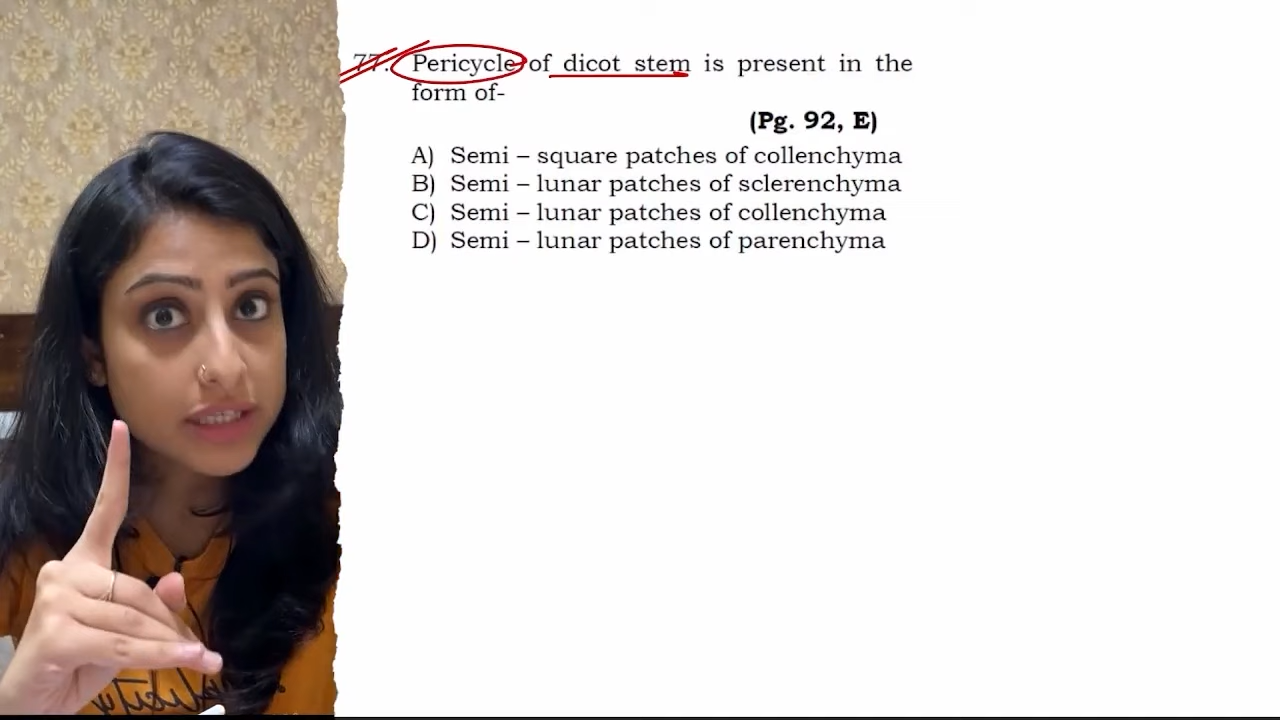 77. Pericycle of dicot stem is present in the
form of-
(Pg. 92, E)
A) Semi – square patches of collenchyma
B) Semi – lunar patches of sclerenchyma
C) Semi – lunar patches of collenchyma
D) Semi – lunar patches of parenchyma